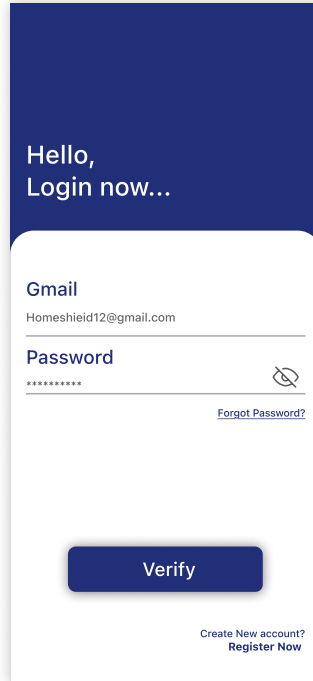 Hello,
Login now...
Gmail
Homeshieid12@gmail.com
Password
**********
Forgot Password?
Verify
Create New account?
Register Now